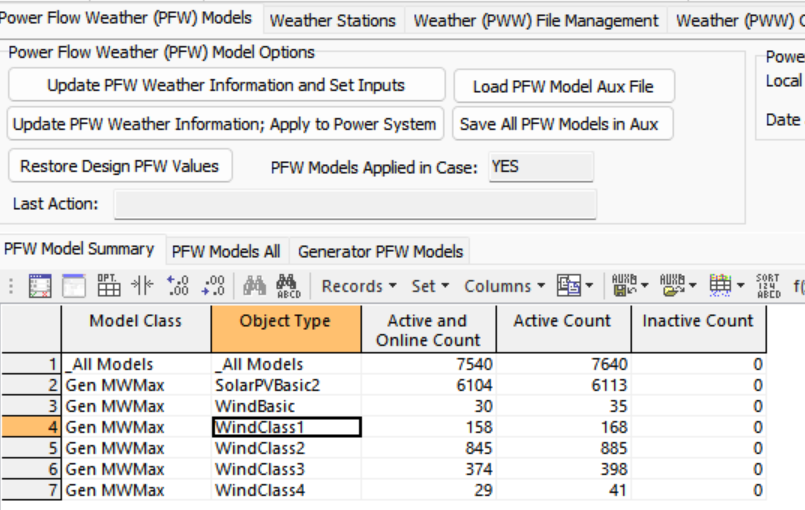 Power Flow Weather (PFW) Models Weather Stations Weather (PWW) File Management Weather (PWW)
Power Flow Weather (PFW) Model Options
Update PFW Weather Information and Set Inputs Load PFW Model Aux File
Update PFW Weather Information; Apply to Power System Save All PFW Models in Aux
Restore Design PFW Values PFW Models Applied in Case: YES
Last Action:
Powe
Local
Date
PFW Model Summary PFW Models All Generator PFW Models
Records Set Columns
Model Class Object Type Active and Online Count Active Count Inactive Count
1 _All Models _All Models 7540 7640 0
2 Gen MWMax SolarPVBasic2 6104 6113 0
3 Gen MWMax WindBasic 30 35 0
4 Gen MWMax WindClass1 158 168 0
5 Gen MWMax WindClass2 845 885 0
6 Gen MWMax WindClass3 374 398 0
7 Gen MWMax WindClass4 29 41 0